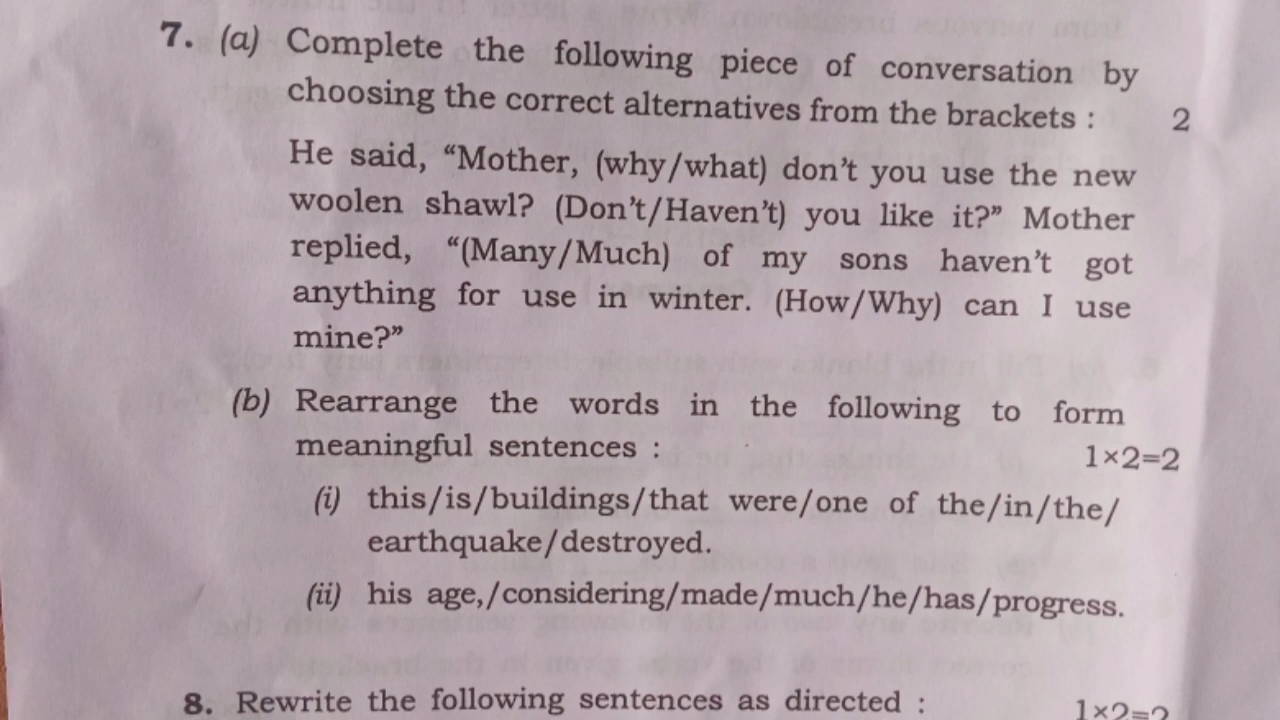 7. (a) Complete the following piece of conversation by
choosing the correct alternatives from the brackets : 2
He said, “Mother, (why/what) don’t you use the new
woolen shawl? (Don’t/Haven’t) you like it?” Mother
replied, “(Many/Much) of my sons haven’t got
anything for use in winter. (How/Why) can I use
mine?”
(b) Rearrange the words in the following to form
meaningful sentences : 1×2=2
(i) this/is/buildings/that were/one of the/in/the/
earthquake/destroyed.
(ii) his age,/considering/made/much/he/has/progress.
8. Rewrite the following sentences as directed : 1×2=2